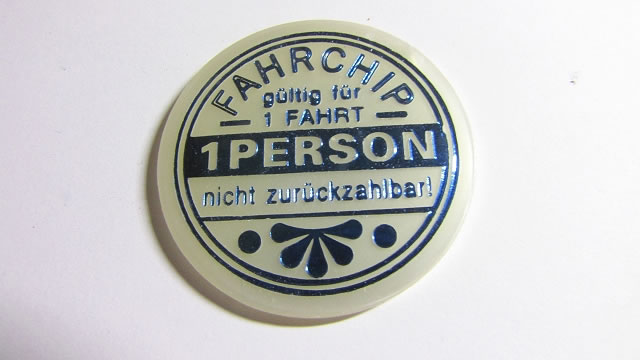 FAHRCHIP
gültig für
1 FAHRT
1PERSON
nicht zurückzahlbar!